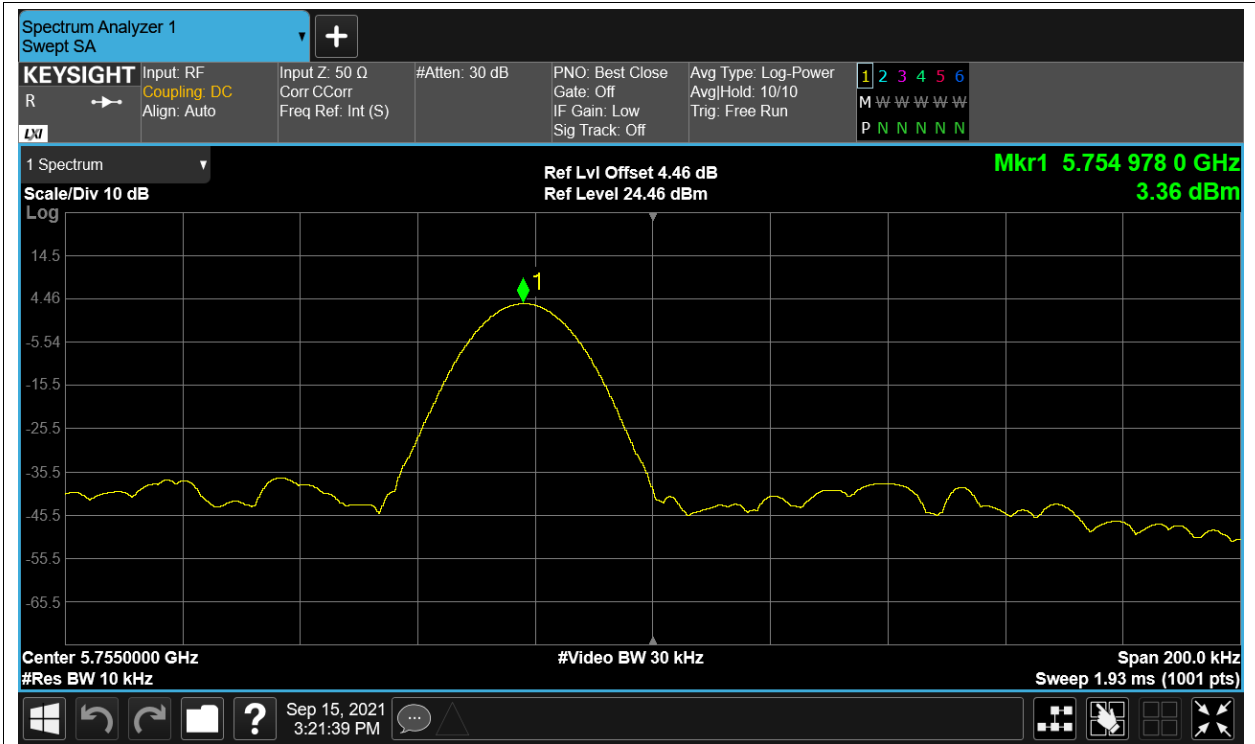 Spectrum Analyzer 1
Swept SA
+
KEYSIGHT
R
LXI
Input: RF
Coupling: DC
Align: Auto
Input Z: 50 Ω
Corr CCorr
Freq Ref: Int (S)
#Atten: 30 dB
PNO: Best Close
Gate: Off
IF Gain: Low
Sig Track: Off
Avg Type: Log-Power
Avg|Hold: 10/10
Trig: Free Run
1 2 3 4 5 6
M W W W W W
P N N N N N
1 Spectrum
Scale/Div 10 dB
Log
Ref Lvl Offset 4.46 dB
Ref Level 24.46 dBm
Mkr1 5.754 978 0 GHz
3.36 dBm
14.5
1
4.46
-5.54
-15.5
-25.5
-35.5
-45.5
-55.5
-65.5
Center 5.7550000 GHz
#Res BW 10 kHz
#Video BW 30 kHz
Span 200.0 kHz
Sweep 1.93 ms (1001 pts)
?
Sep 15, 2021
3:21:39 PM